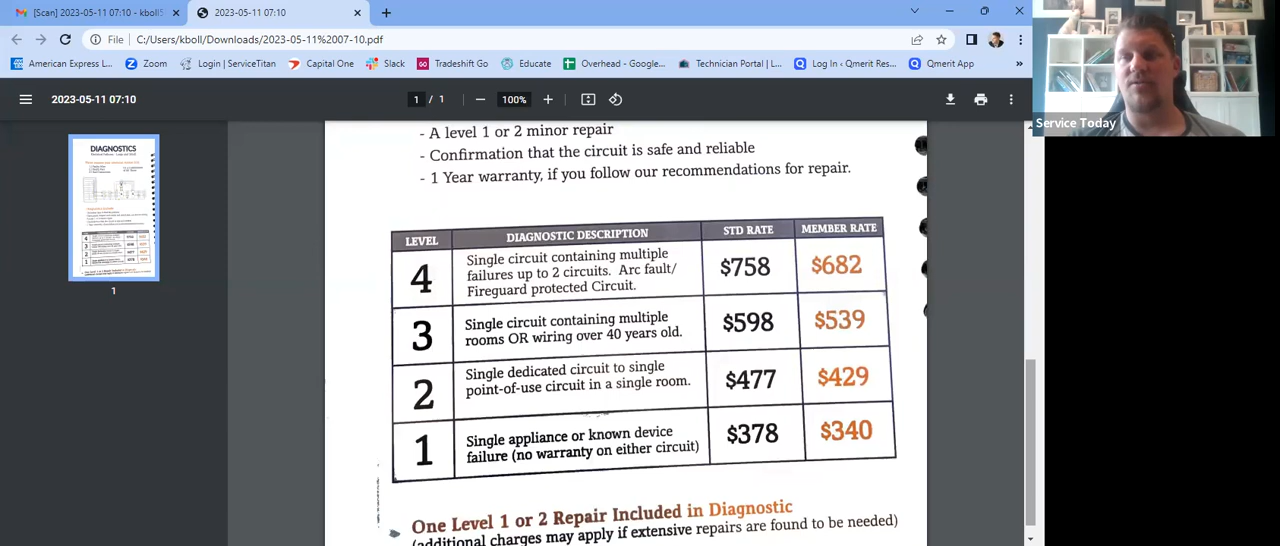 [Scan] 2023-05-11 07:10 - kboll5
2023-05-11 07:10
File
C:/Users/kboll/Downloads/2023-05-11%2007-10.pdf
American Express L...
Zoom
Login | ServiceTitan
Capital One
Slack
GO
Tradeshift Go
Educate
Overhead - Google...
Technician Portal | L...
Log In ‹ Qmerit Res...
Qmerit App
»
2023-05-11 07:10
1 / 1
100%
Service Today
DIAGNOSTICS
1
- A level 1 or 2 minor repair
- Confirmation that the circuit is safe and reliable
- 1 Year warranty, if you follow our recommendations for repair.
LEVEL DIAGNOSTIC DESCRIPTION STD RATE MEMBER RATE
4
Single circuit containing multiple
failures up to 2 circuits. Arc fault/
Fireguard protected Circuit.
$758
$682
3
Single circuit containing multiple
rooms OR wiring over 40 years old.
$598
$539
2
Single dedicated circuit to single
point-of-use circuit in a single room.
$477
$429
1
Single appliance or known device
failure (no warranty on either circuit)
$378
$340
One Level 1 or 2 Repair Included in Diagnostic
(additional charges may apply if extensive repairs are found to be needed)